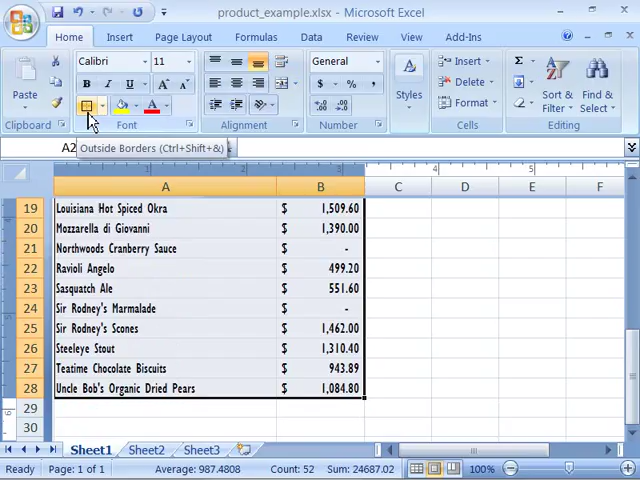 product_example.xlsx - Microsoft Excel
Home Insert Page Layout Formulas Data Review View Add-Ins
Paste
Clipboard
Calibri 11
B I U A A
A
Font
Alignment
General
$ % ,
Number
A
Styles
Insert
Delete
Format
Cells
Σ
Sort & Filter
Find & Select
Editing
A2
Outside Borders (Ctrl+Shift+&)
1 3 4 5 6 7
A B C D E F
19 Louisiana Hot Spiced Okra $ 1,509.60
20 Mozzarella di Giovanni $ 1,390.00
21 Northwoods Cranberry Sauce $ -
22 Ravioli Angelo $ 499.20
23 Sasquatch Ale $ 551.60
24 Sir Rodney's Marmalade $ -
25 Sir Rodney's Scones $ 1,462.00
26 Steeleye Stout $ 1,310.40
27 Teatime Chocolate Biscuits $ 943.89
28 Uncle Bob's Organic Dried Pears $ 1,084.80
29
30
Sheet1 Sheet2 Sheet3
Ready Page: 1 of 1 Average: 987.4808 Count: 52 Sum: 24687.02 100%